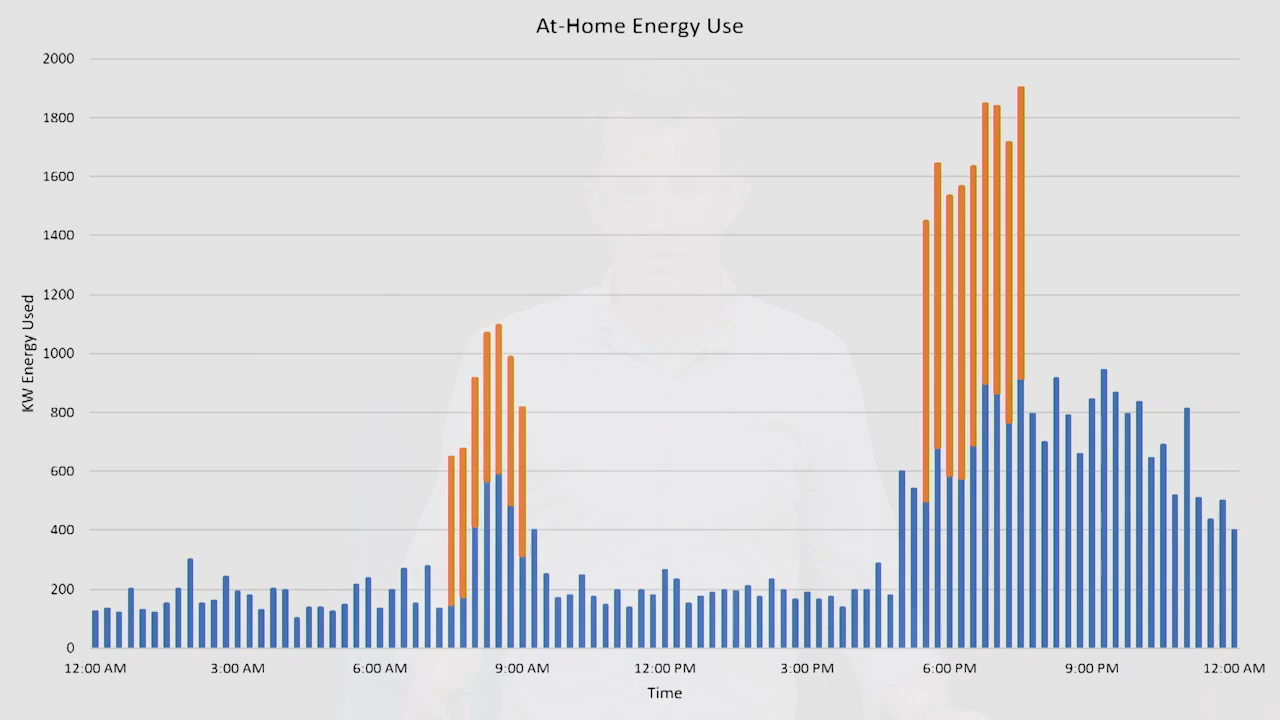 At-Home Energy Use
2000
1800
1600
1400
1200
1000
800
600
400
200
0
KW Energy Used
12:00 AM 3:00 AM 6:00 AM 9:00 AM 12:00 PM 3:00 PM 6:00 PM 9:00 PM 12:00 AM
Time